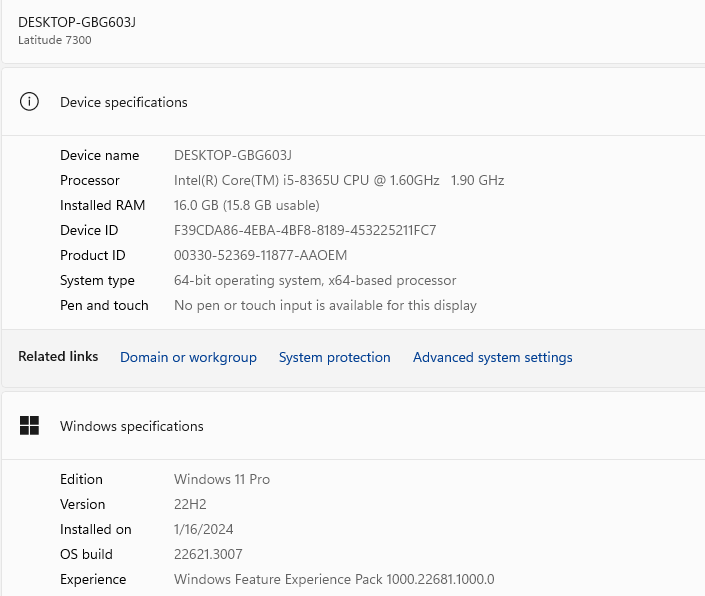 DESKTOP-GBG603J
Latitude 7300
Device specifications
Device name DESKTOP-GBG603J
Processor Intel(R) Core(TM) i5-8365U CPU @ 1.60GHz 1.90 GHz
Installed RAM 16.0 GB (15.8 GB usable)
Device ID F39CDA86-4EBA-4BF8-8189-453225211FC7
Product ID 00330-52369-11877-AAOEM
System type 64-bit operating system, x64-based processor
Pen and touch No pen or touch input is available for this display
Related links Domain or workgroup System protection Advanced system settings
Windows specifications
Edition Windows 11 Pro
Version 22H2
Installed on 1/16/2024
OS build 22621.3007
Experience Windows Feature Experience Pack 1000.22681.1000.0